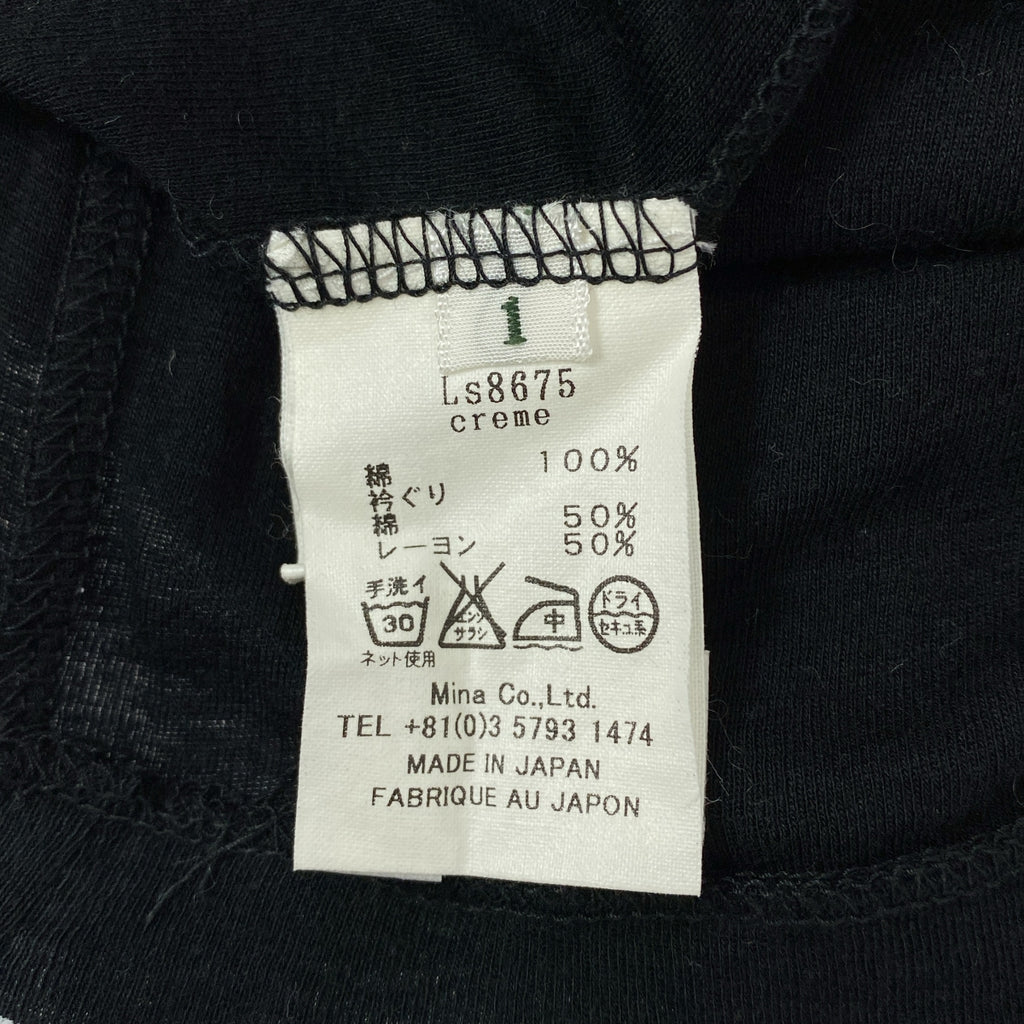 1
Ls8675
creme
綿 100%
衿ぐり
綿 50%
レーヨン 50%
手洗イ
30
ネット使用
エンソ
サラシ
中
ドライ
セキユ系
Mina Co.,Ltd.
TEL +81(0)3 5793 1474
MADE IN JAPAN
FABRIQUE AU JAPON